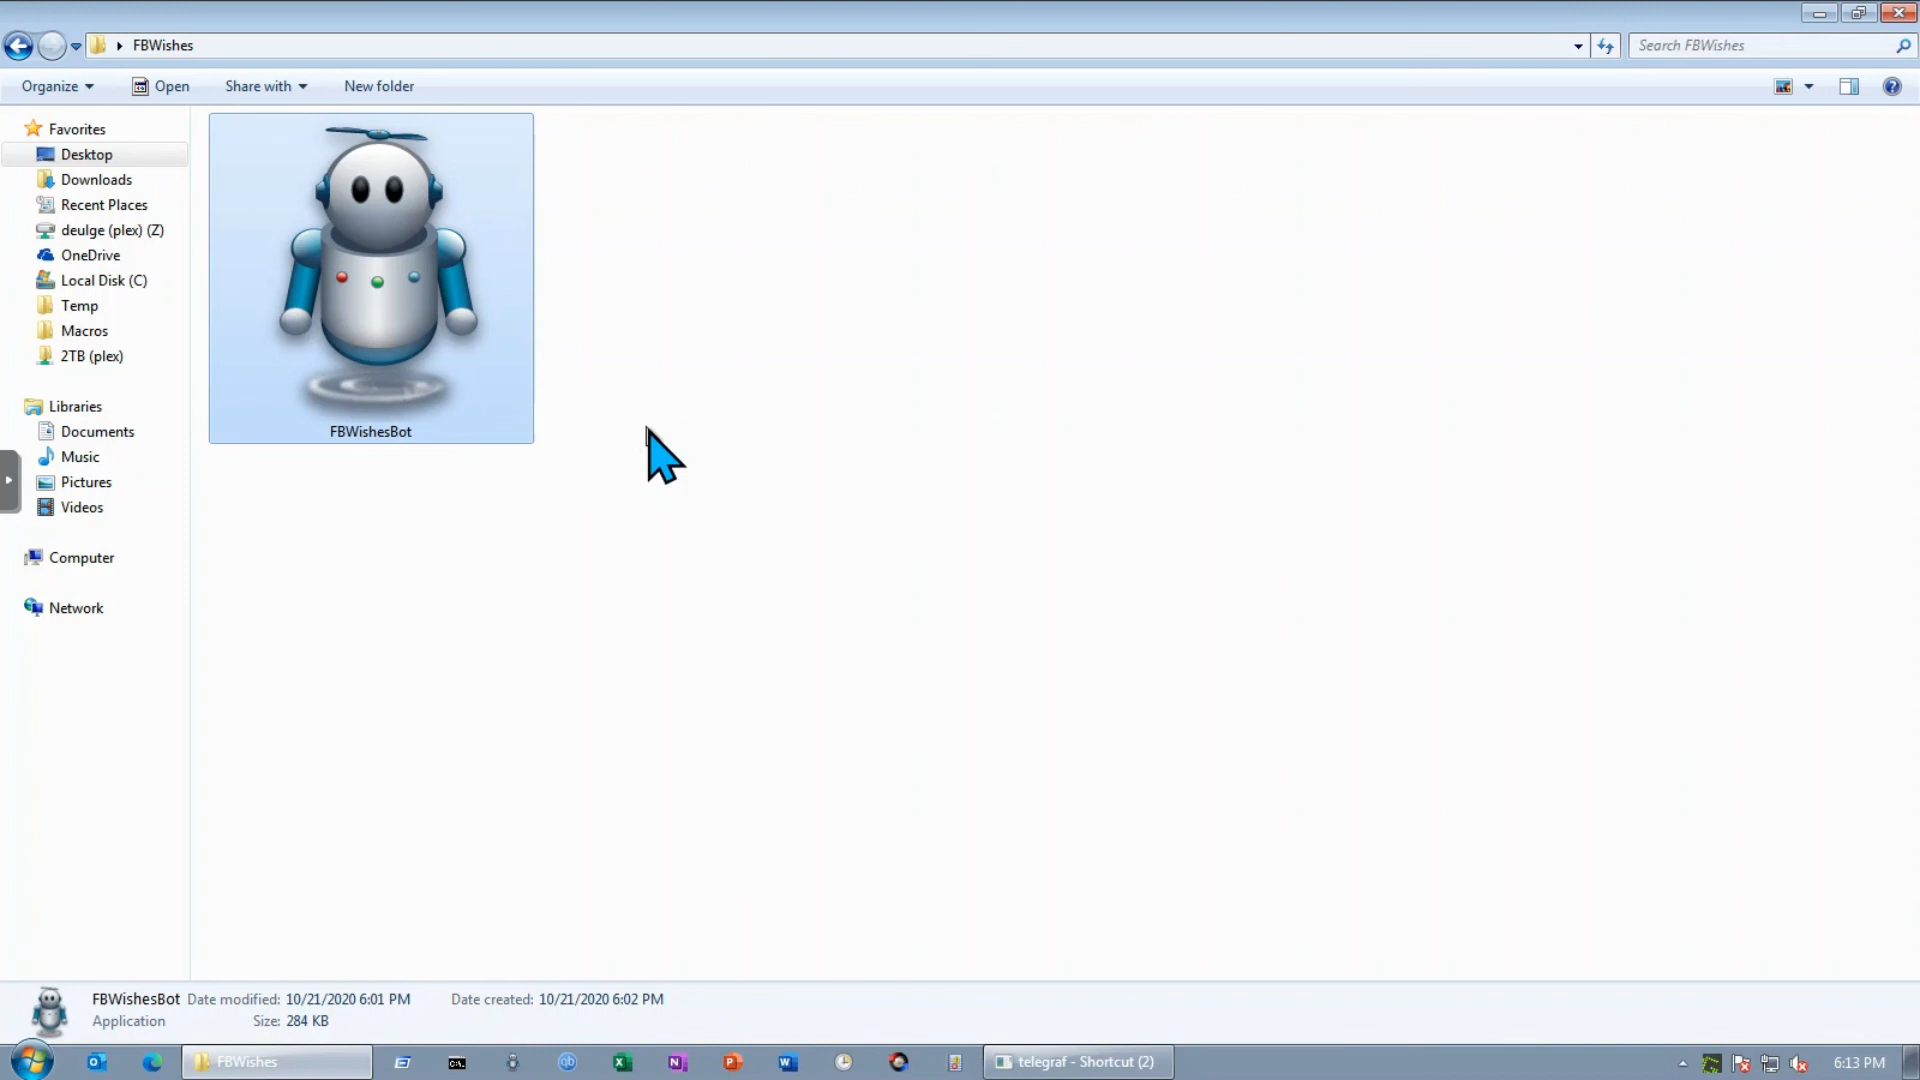 FBWishes
Search FBWishes
Organize
Open
Share with
New folder
Favorites
Desktop
Downloads
Recent Places
deulge (plex) (Z)
OneDrive
Local Disk (C)
Temp
Macros
2TB (plex)
Libraries
Documents
Music
Pictures
Videos
Computer
Network
FBWishesBot
FBWishesBot Date modified: 10/21/2020 6:01 PM Date created: 10/21/2020 6:02 PM
Application Size: 284 KB
FBWishes
qb
telegraf - Shortcut (2)
6:13 PM